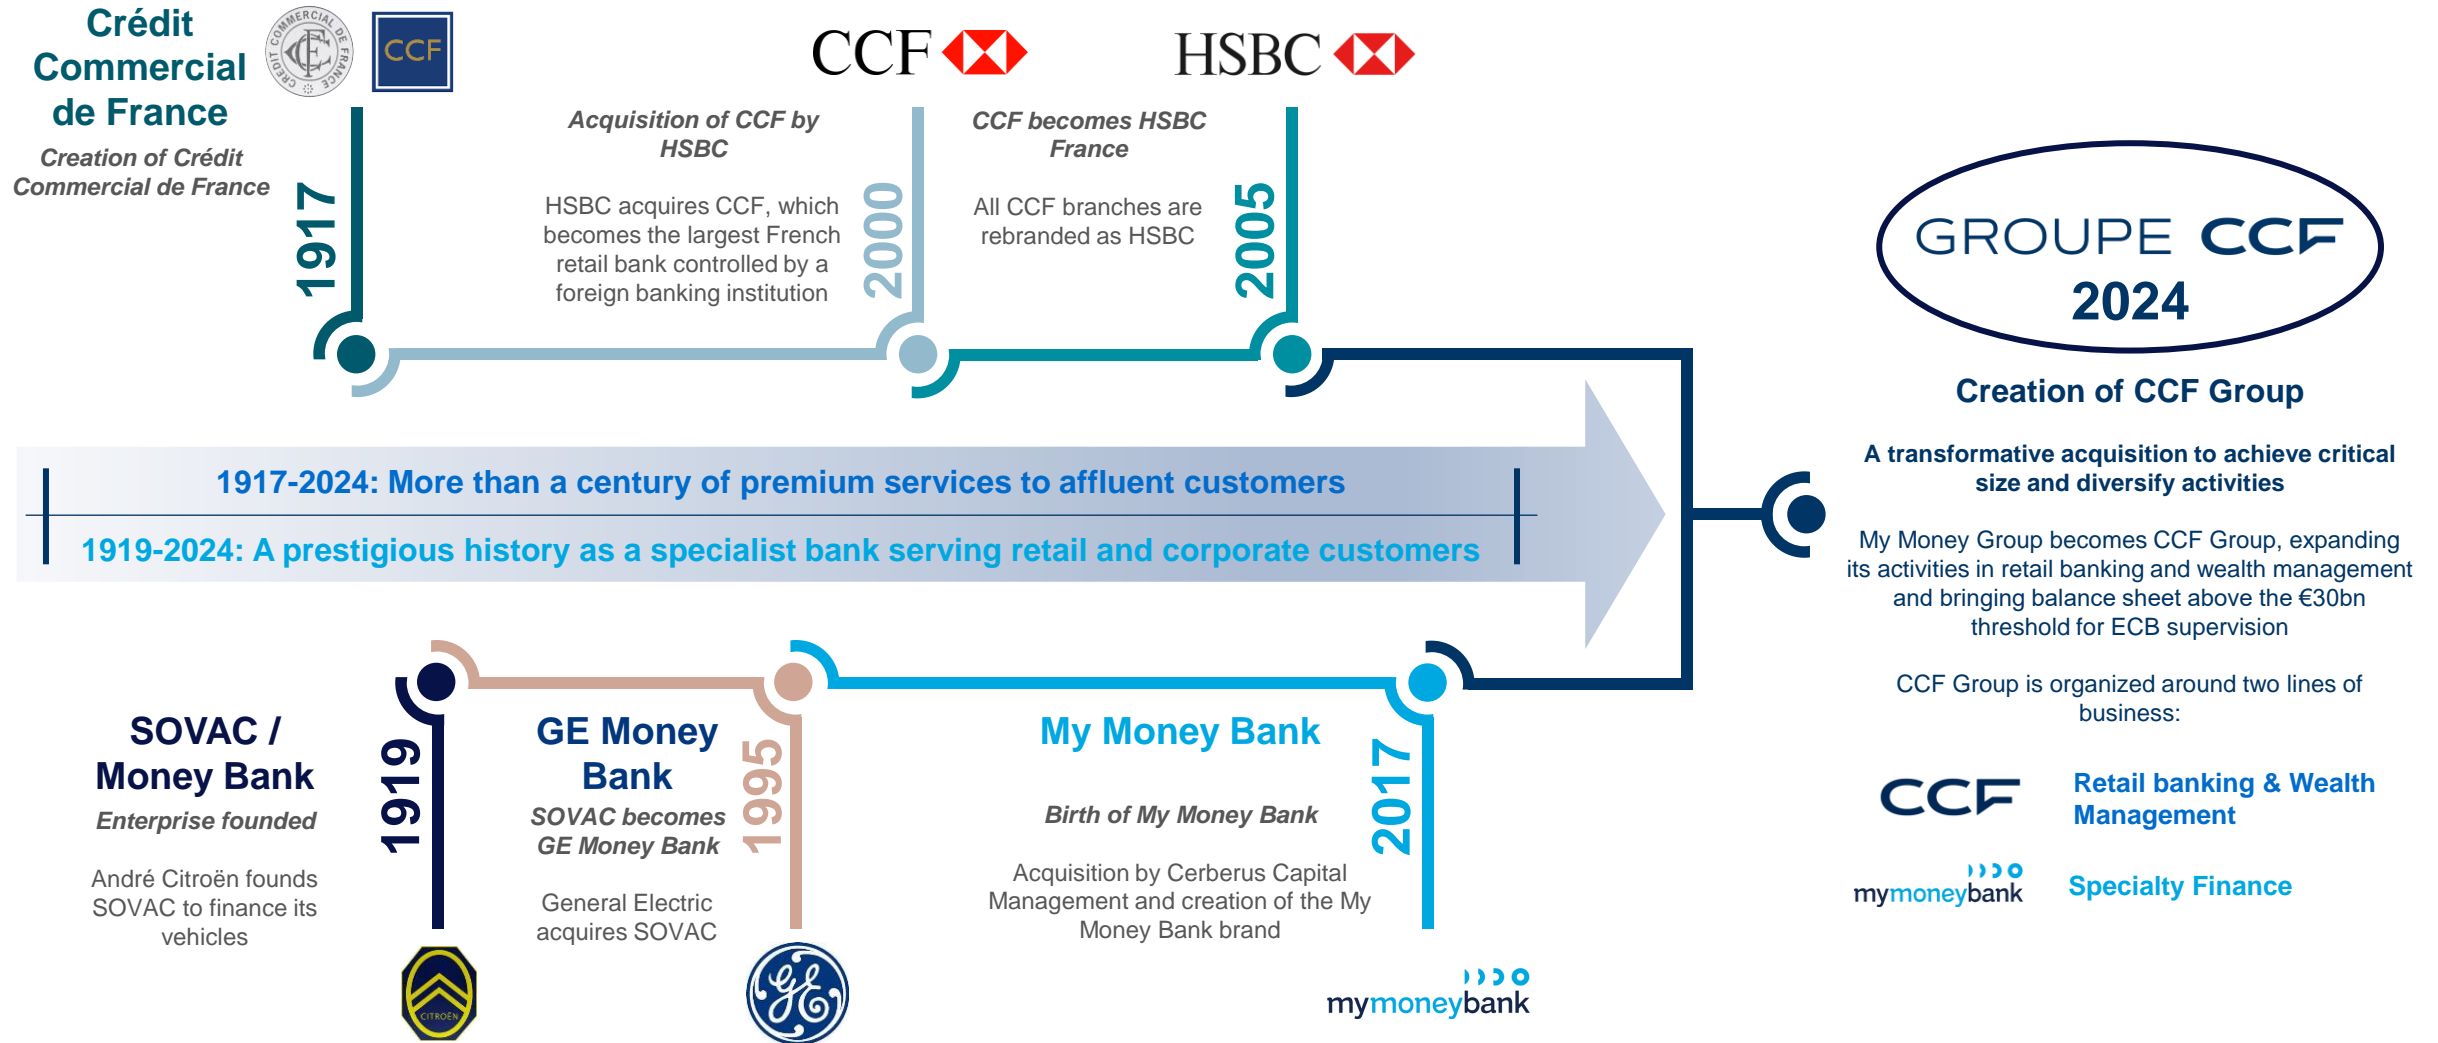 Crédit
Commercial
de France
CREDIT COMMERCIAL DE FRANCE
CCF
Creation of Crédit
Commercial de France
1917
CCF
Acquisition of CCF by
HSBC
HSBC acquires CCF, which
becomes the largest French
retail bank controlled by a
foreign banking institution
2000
HSBC
CCF becomes HSBC
France
All CCF branches are
rebranded as HSBC
2005
1917-2024: More than a century of premium services to affluent customers
1919-2024: A prestigious history as a specialist bank serving retail and corporate customers
SOVAC /
Money Bank
Enterprise founded
André Citroën founds
SOVAC to finance its
vehicles
1919
CITROËN
GE Money
Bank
SOVAC becomes
GE Money Bank
General Electric
acquires SOVAC
1995
GE
My Money Bank
Birth of My Money Bank
Acquisition by Cerberus Capital
Management and creation of the My
Money Bank brand
2017
mymoneybank
GROUPE CCF
2024
Creation of CCF Group
A transformative acquisition to achieve critical
size and diversify activities
My Money Group becomes CCF Group, expanding
its activities in retail banking and wealth management
and bringing balance sheet above the €30bn
threshold for ECB supervision
CCF Group is organized around two lines of
business:
CCF
Retail banking & Wealth
Management
mymoneybank
Specialty Finance